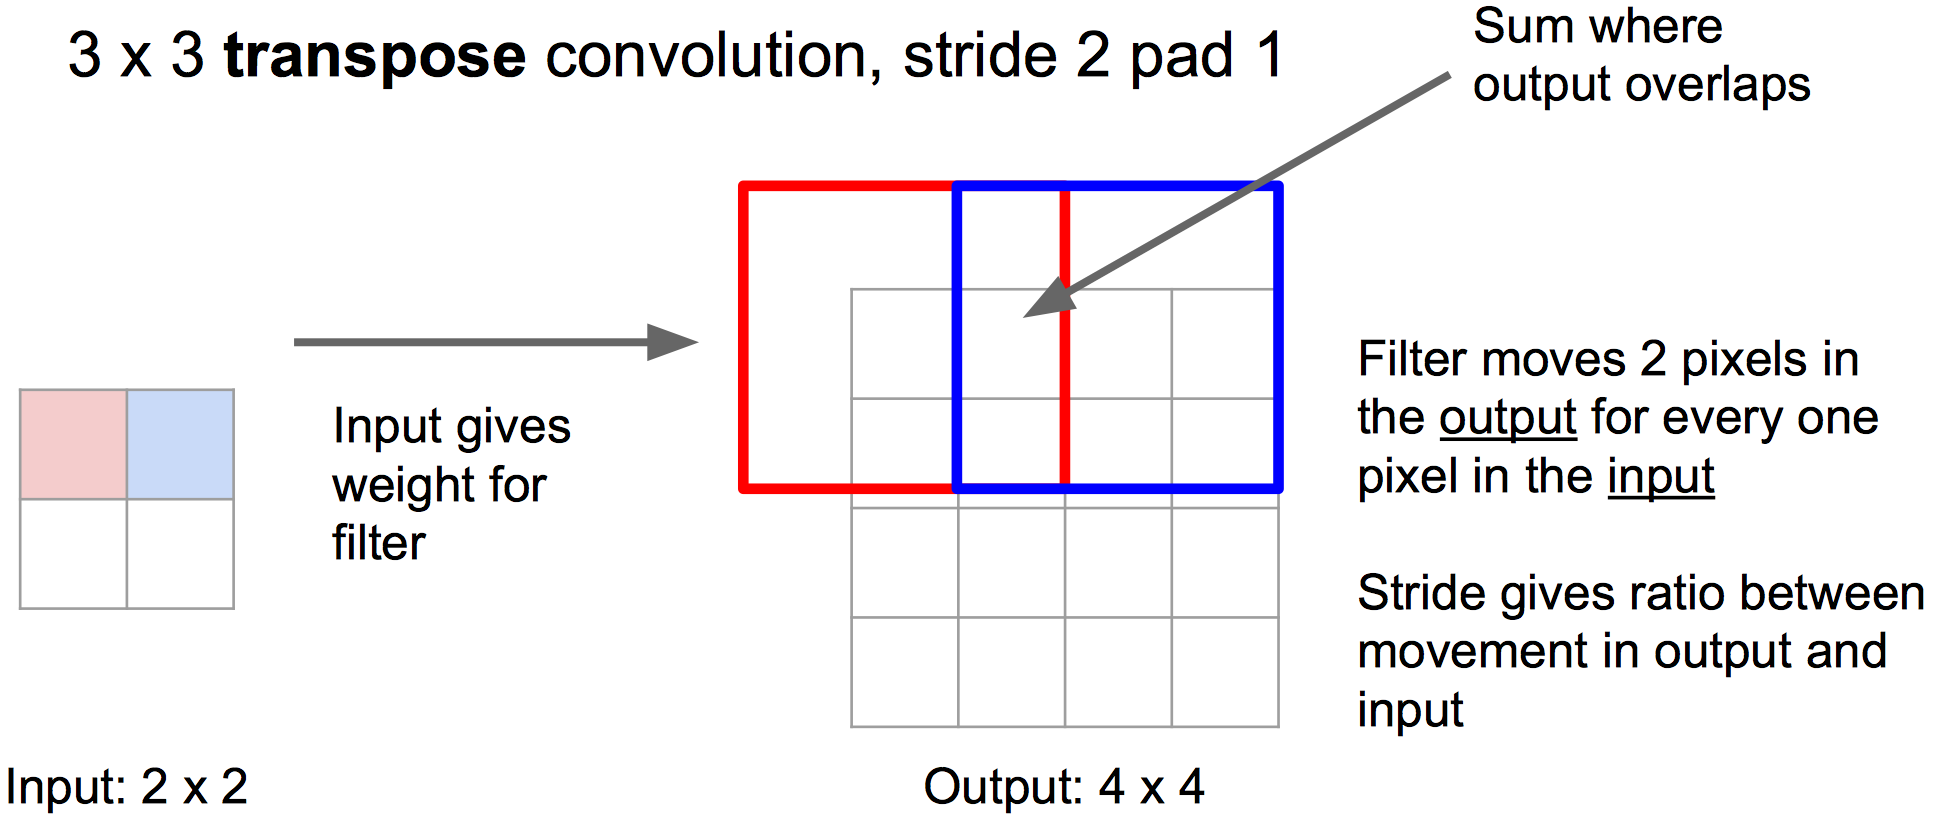 3 x 3 transpose convolution, stride 2 pad 1
Sum where
output overlaps
Input gives
weight for
filter
Filter moves 2 pixels in
the output for every one
pixel in the input
Stride gives ratio between
movement in output and
input
Input: 2 x 2
Output: 4 x 4